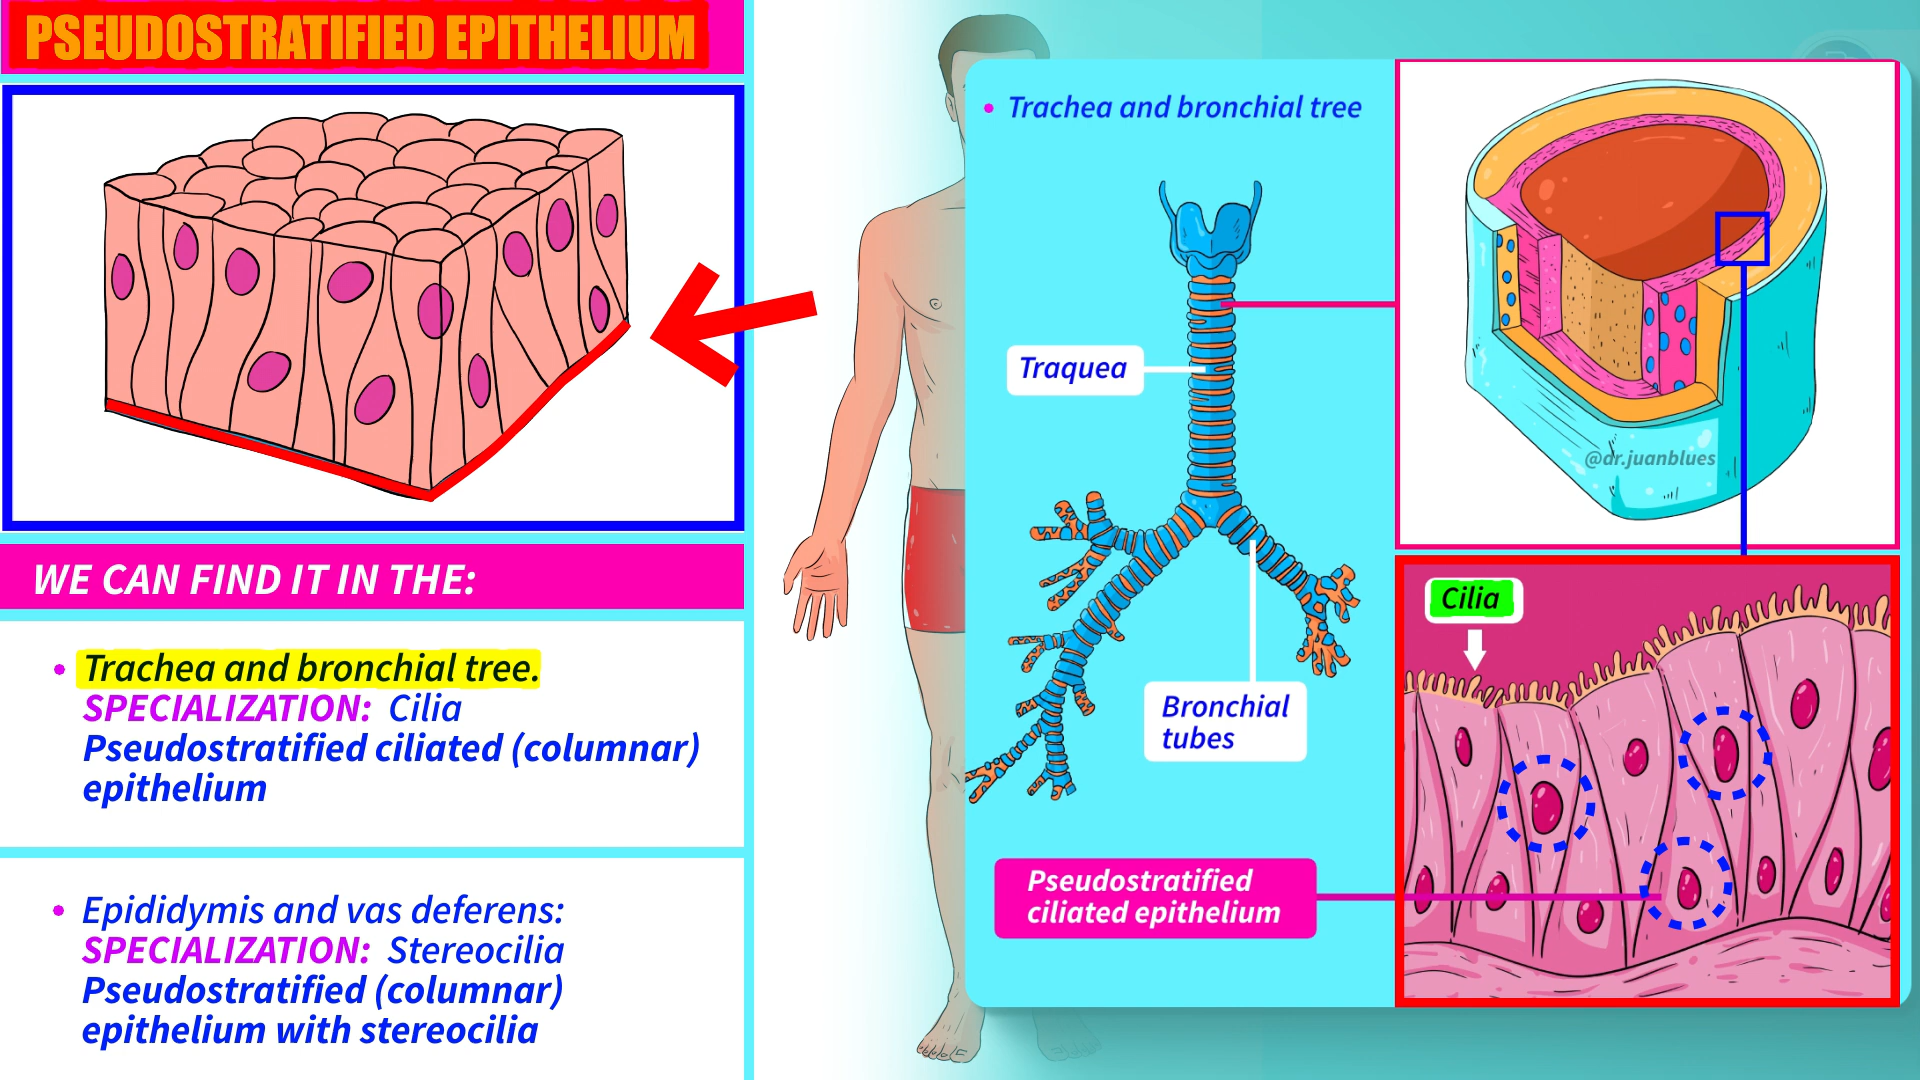 PSEUDOSTRATIFIED EPITHELIUM
WE CAN FIND IT IN THE:
• Trachea and bronchial tree.
SPECIALIZATION: Cilia
Pseudostratified ciliated (columnar)
epithelium
• Epididymis and vas deferens:
SPECIALIZATION: Stereocilia
Pseudostratified (columnar)
epithelium with stereocilia
• Trachea and bronchial tree
Traquea
Bronchial
tubes
Pseudostratified
ciliated epithelium
@dr.juanblues
Cilia